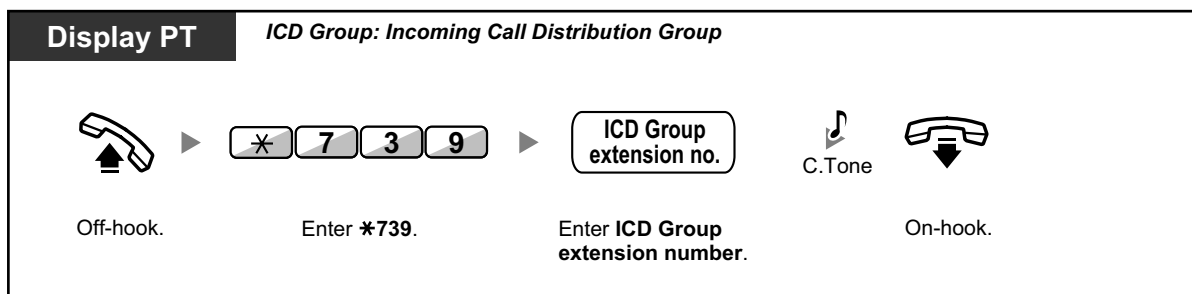 Display PT
ICD Group: Incoming Call Distribution Group
* 7 3 9
ICD Group
extension no.
C.Tone
Off-hook.
Enter *739.
Enter ICD Group
extension number.
On-hook.